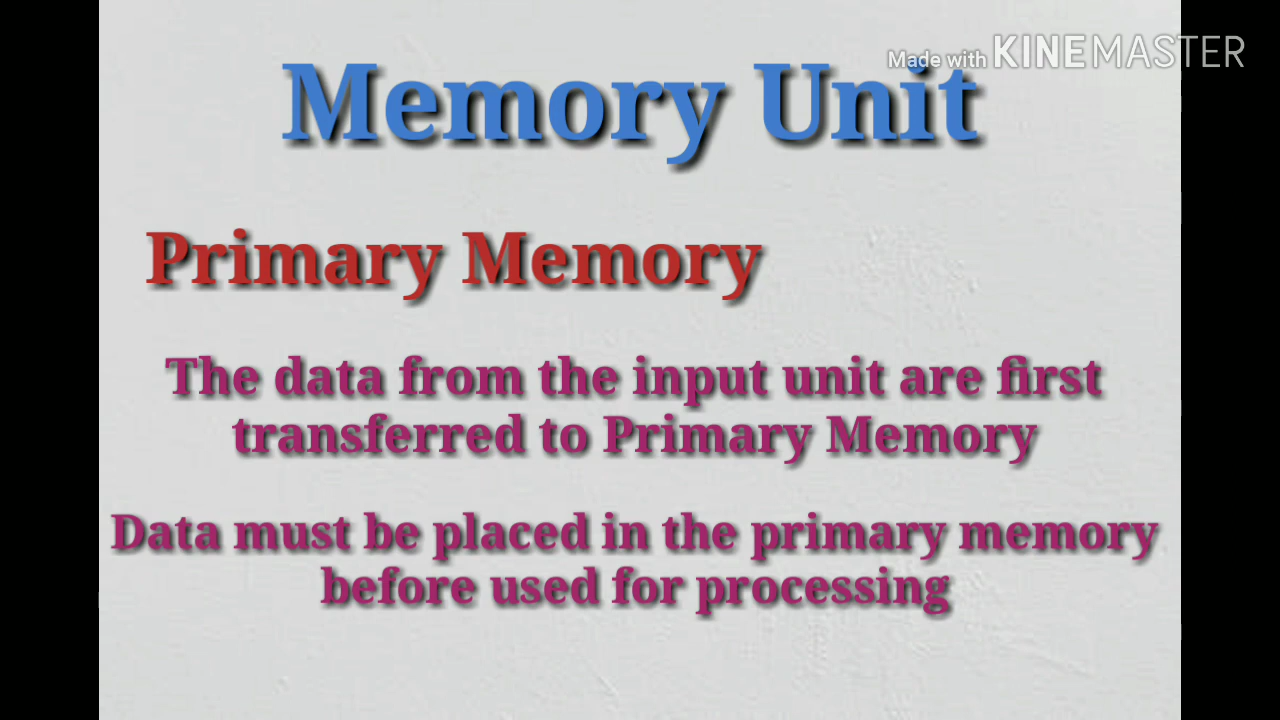 Made with KINEMASTER
Memory Unit
Primary Memory
The data from the input unit are first
transferred to Primary Memory
Data must be placed in the primary memory
before used for processing